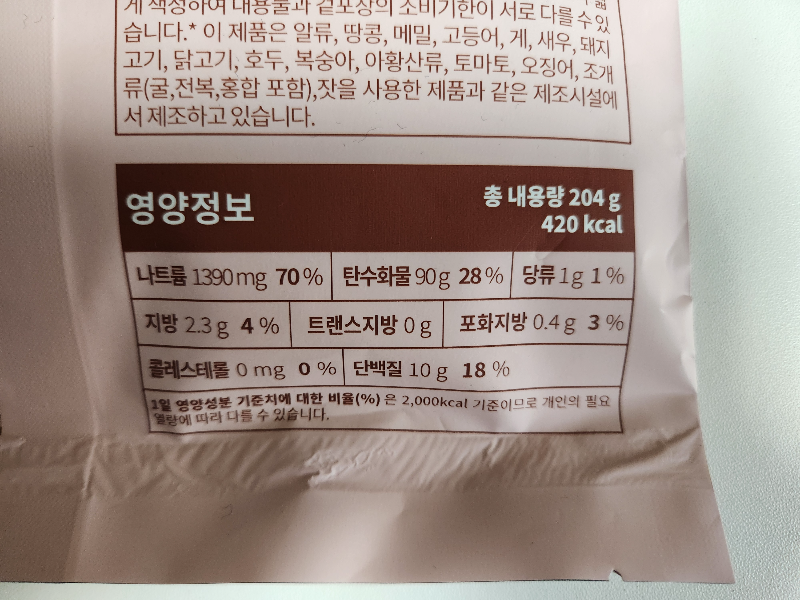 게 책정하여 내용물과 겉포장의 소비기한이 서로 다를 수 있
습니다.* 이 제품은 알류, 땅콩, 메밀, 고등어, 게, 새우, 돼지
고기, 닭고기, 호두, 복숭아, 아황산류, 토마토, 오징어, 조개
류(굴,전복,홍합 포함),잣을 사용한 제품과 같은 제조시설에
서 제조하고 있습니다.
영양정보
총 내용량 204 g
420 kcal
나트륨 1390 mg 70 % 탄수화물 90 g 28 % 당류 1 g 1 %
지방 2.3 g 4 % 트랜스지방 0 g 포화지방 0.4 g 3 %
콜레스테롤 0 mg 0 % 단백질 10 g 18 %
1일 영양성분 기준치에 대한 비율(%) 은 2,000kcal 기준이므로 개인의 필요
열량에 따라 다를 수 있습니다.